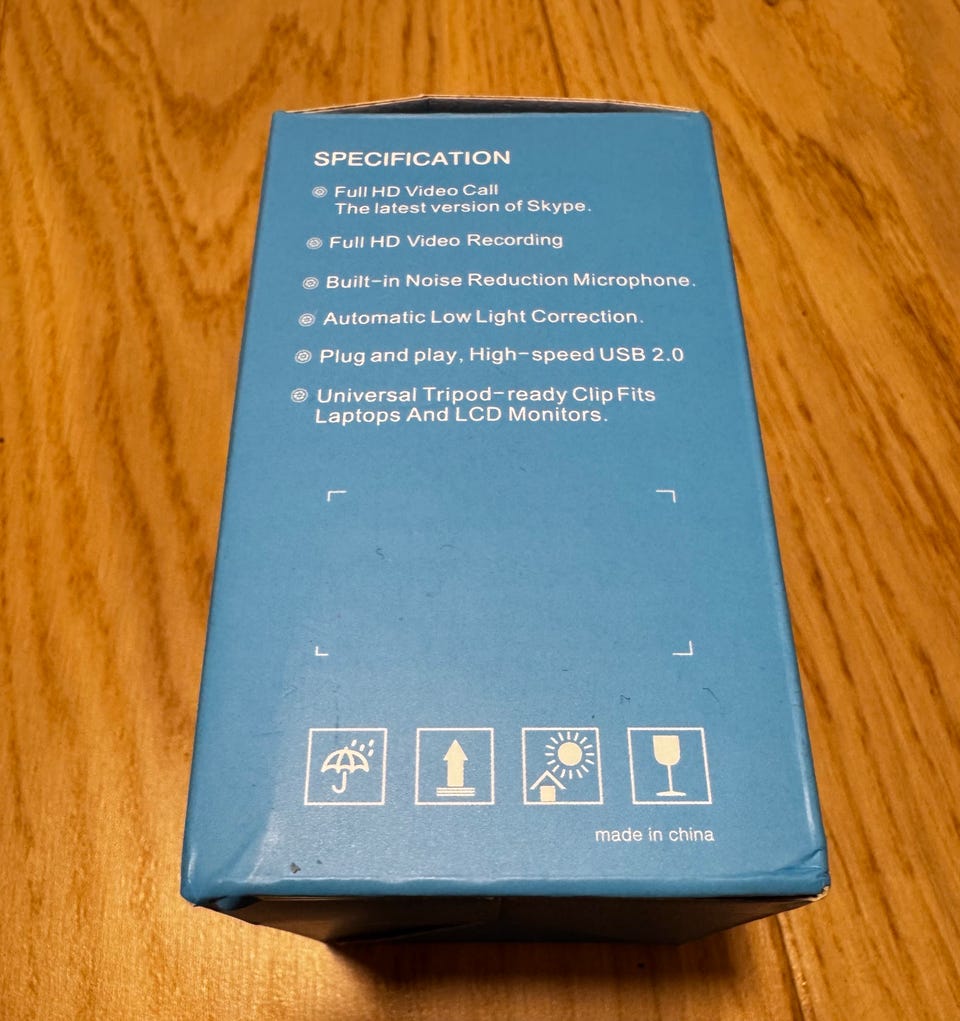 SPECIFICATION
Full HD Video Call
The latest version of Skype.
Full HD Video Recording
Built-in Noise Reduction Microphone.
Automatic Low Light Correction.
Plug and play, High-speed USB 2.0
Universal Tripod-ready Clip Fits
Laptops And LCD Monitors.
made in china